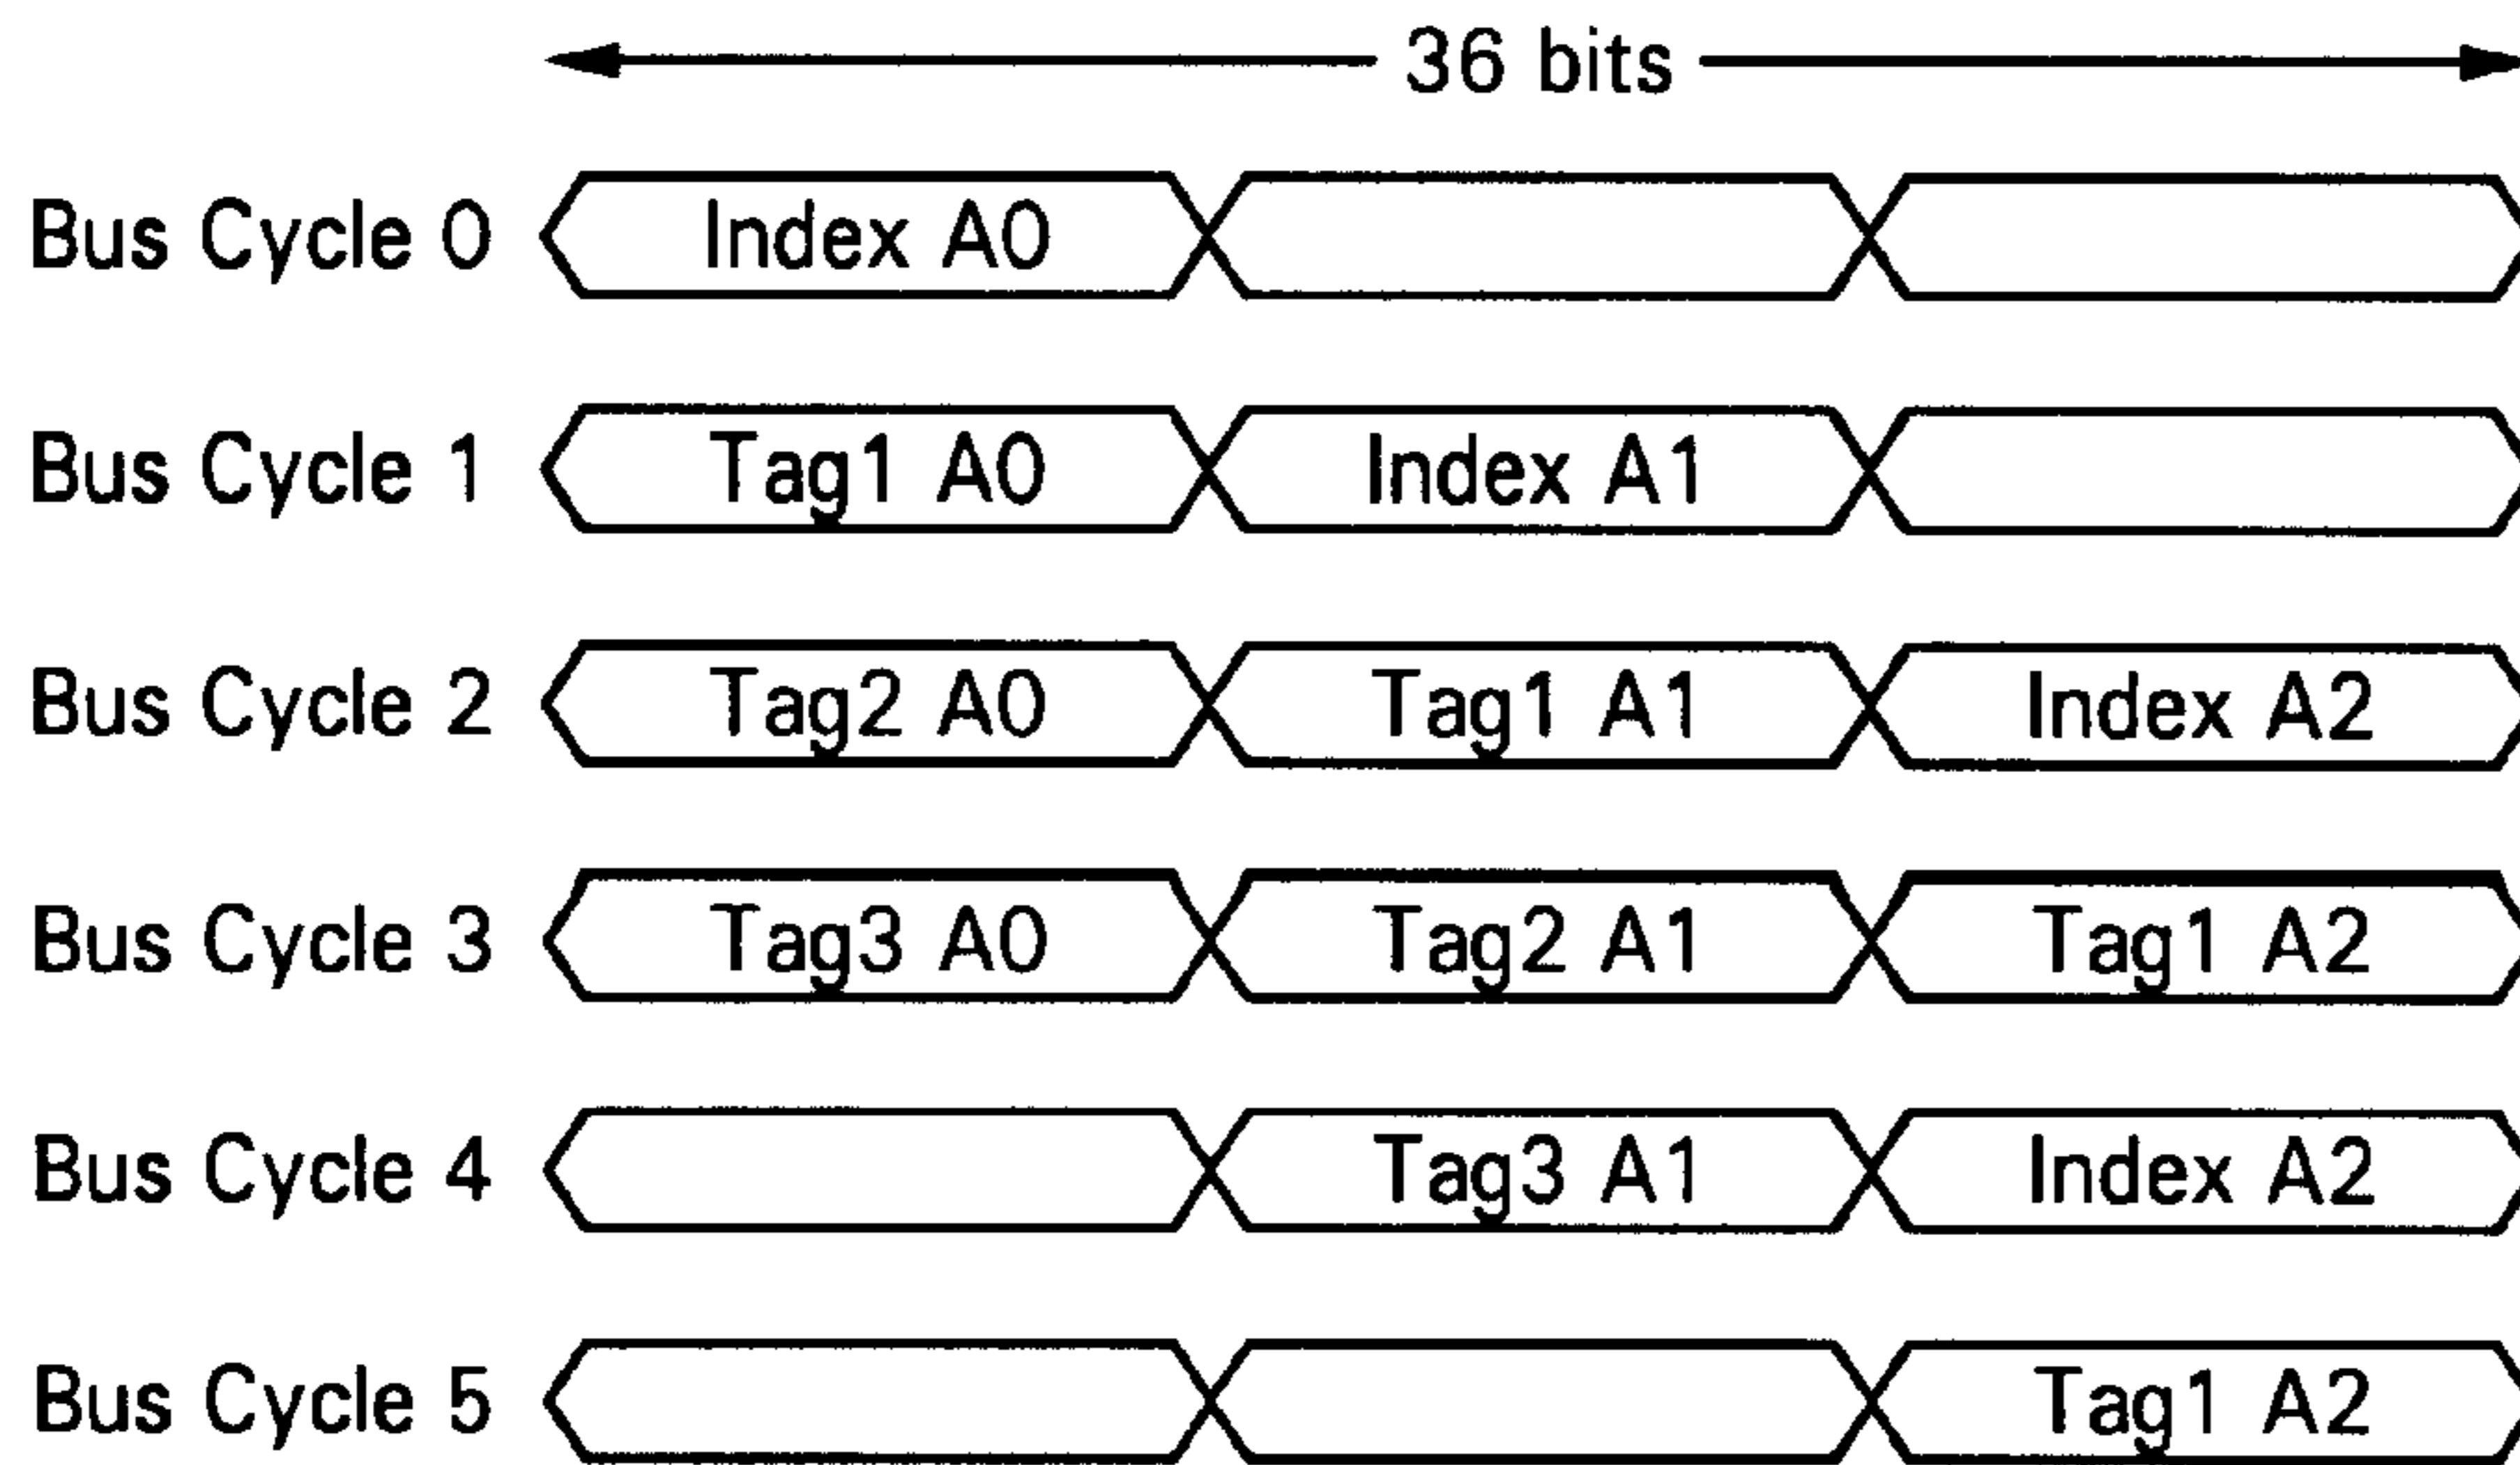 36 bits
Bus Cycle 0 Index A0
Bus Cycle 1 Tag1 A0 Index A1
Bus Cycle 2 Tag2 A0 Tag1 A1 Index A2
Bus Cycle 3 Tag3 A0 Tag2 A1 Tag1 A2
Bus Cycle 4 Tag3 A1 Index A2
Bus Cycle 5 Tag1 A2